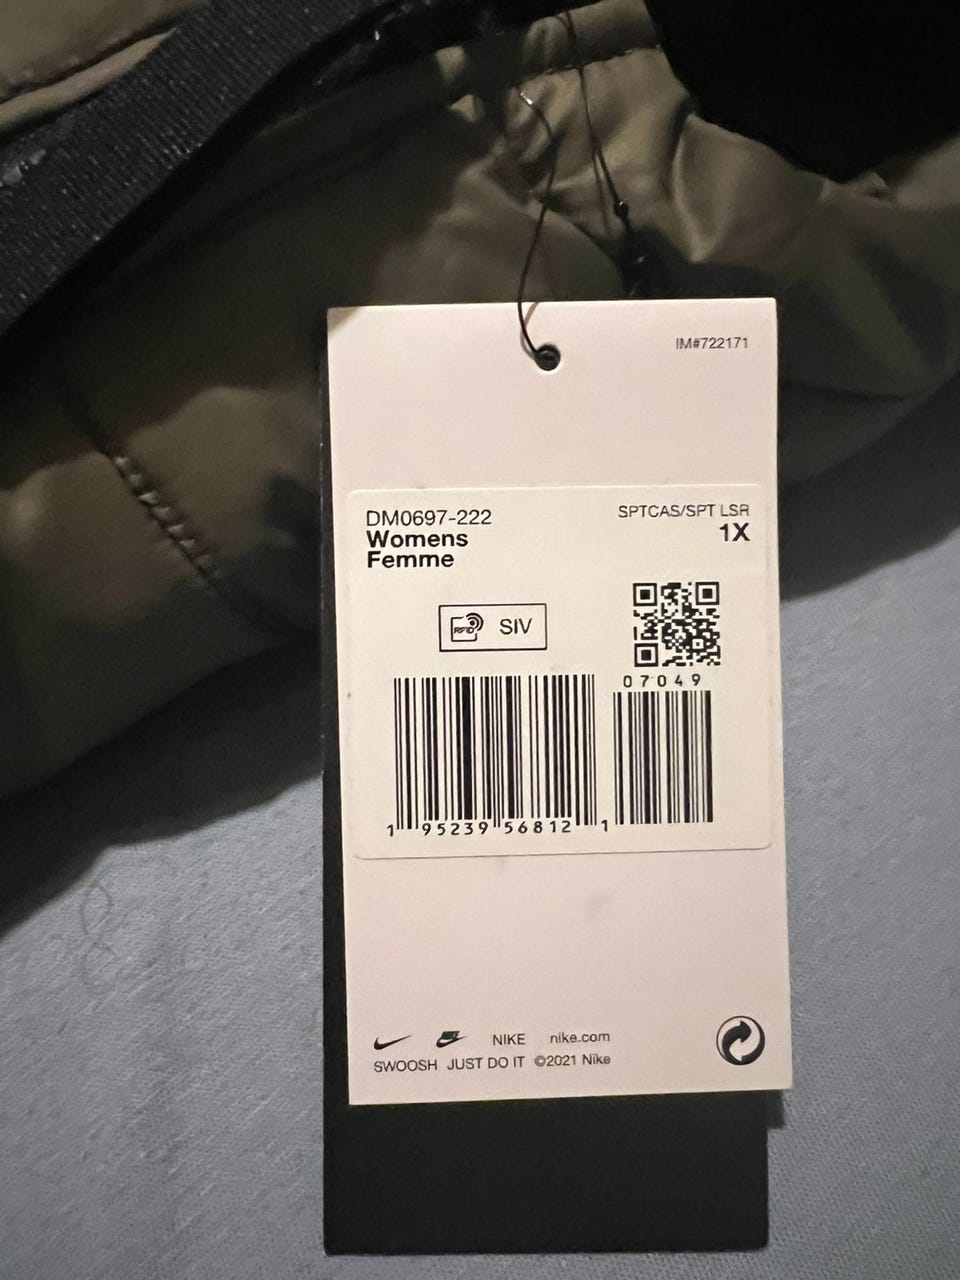 IM#722171
DM0697-222
SPTCAS/SPT LSR
Womens
1X
Femme
RFID SIV
07049
1 95239 56812 1
NIKE nike.com
SWOOSH JUST DO IT ©2021 Nike